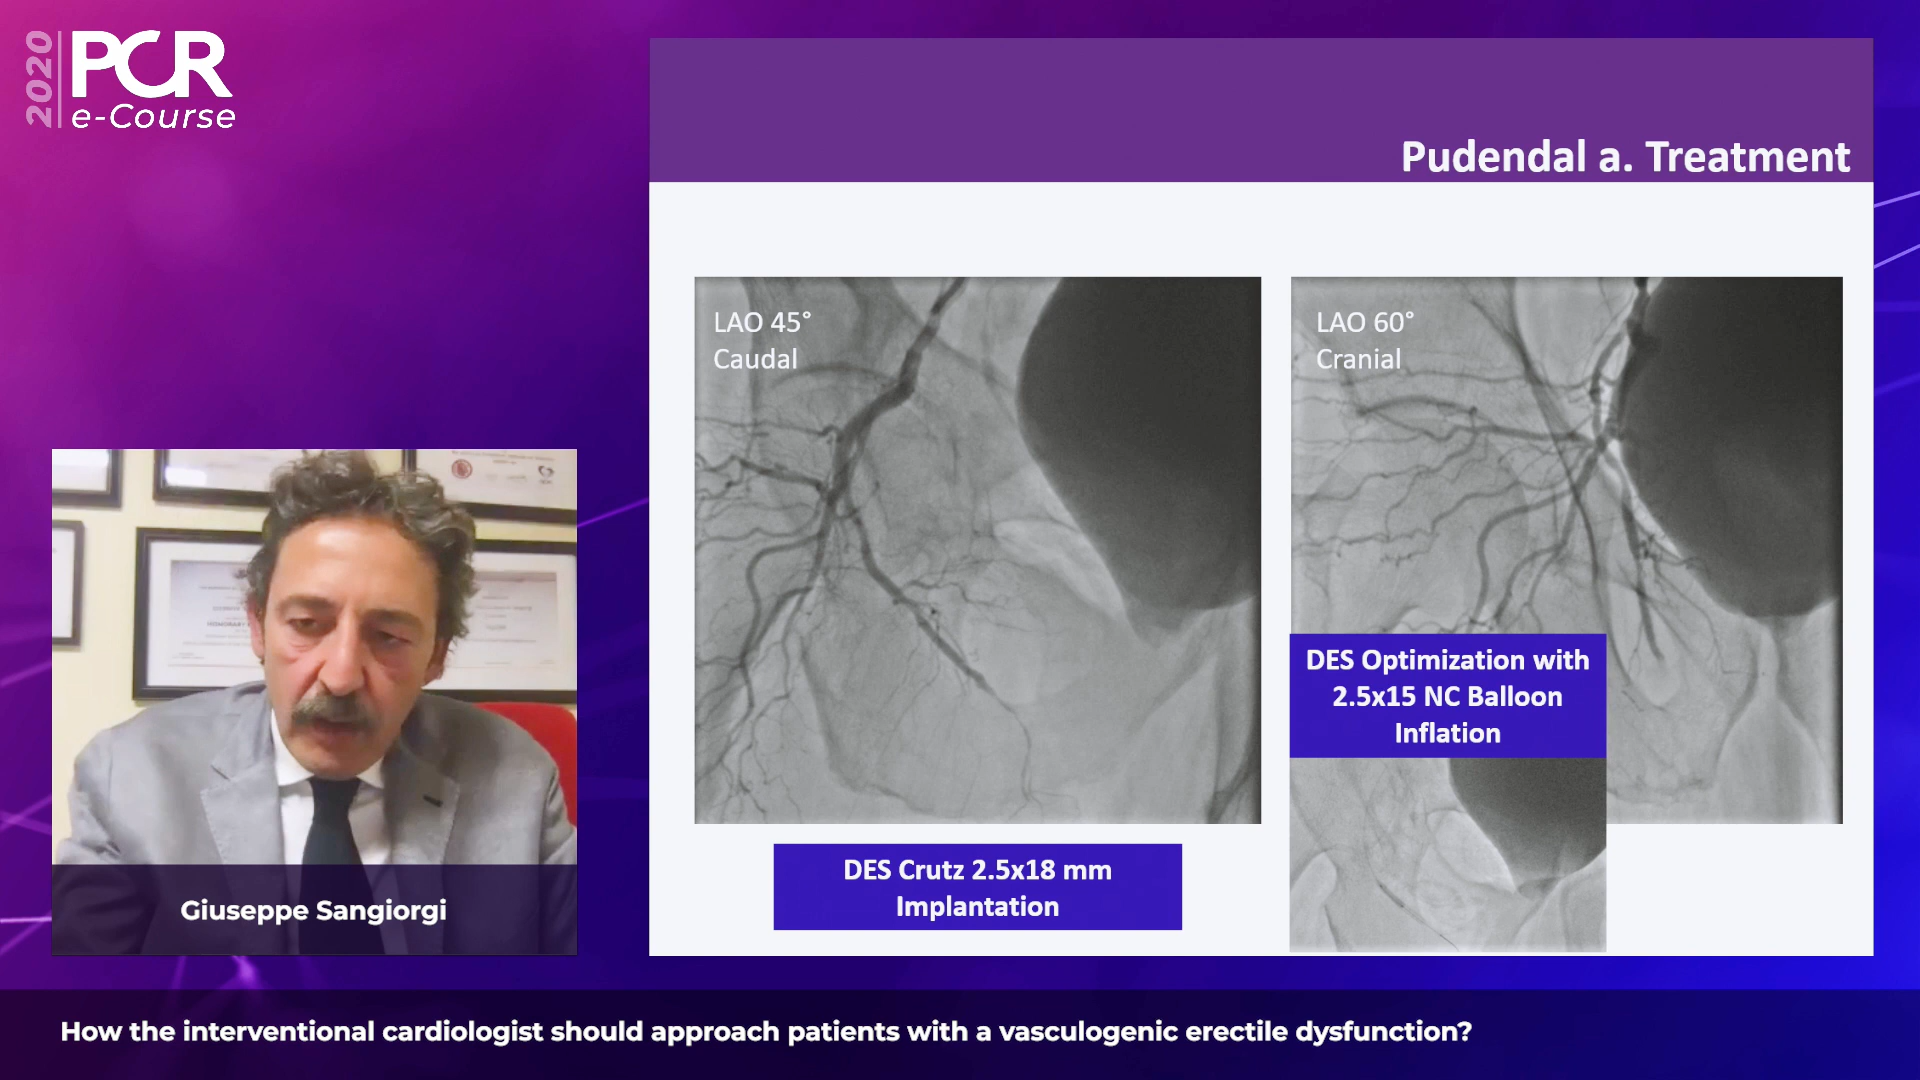 2020
PCR
e-Course
Pudendal a. Treatment
LAO 45°
Caudal
LAO 60°
Cranial
DES Optimization with
2.5x15 NC Balloon
Inflation
DES Crutz 2.5x18 mm
Implantation
Giuseppe Sangiorgi
How the interventional cardiologist should approach patients with a vasculogenic erectile dysfunction?